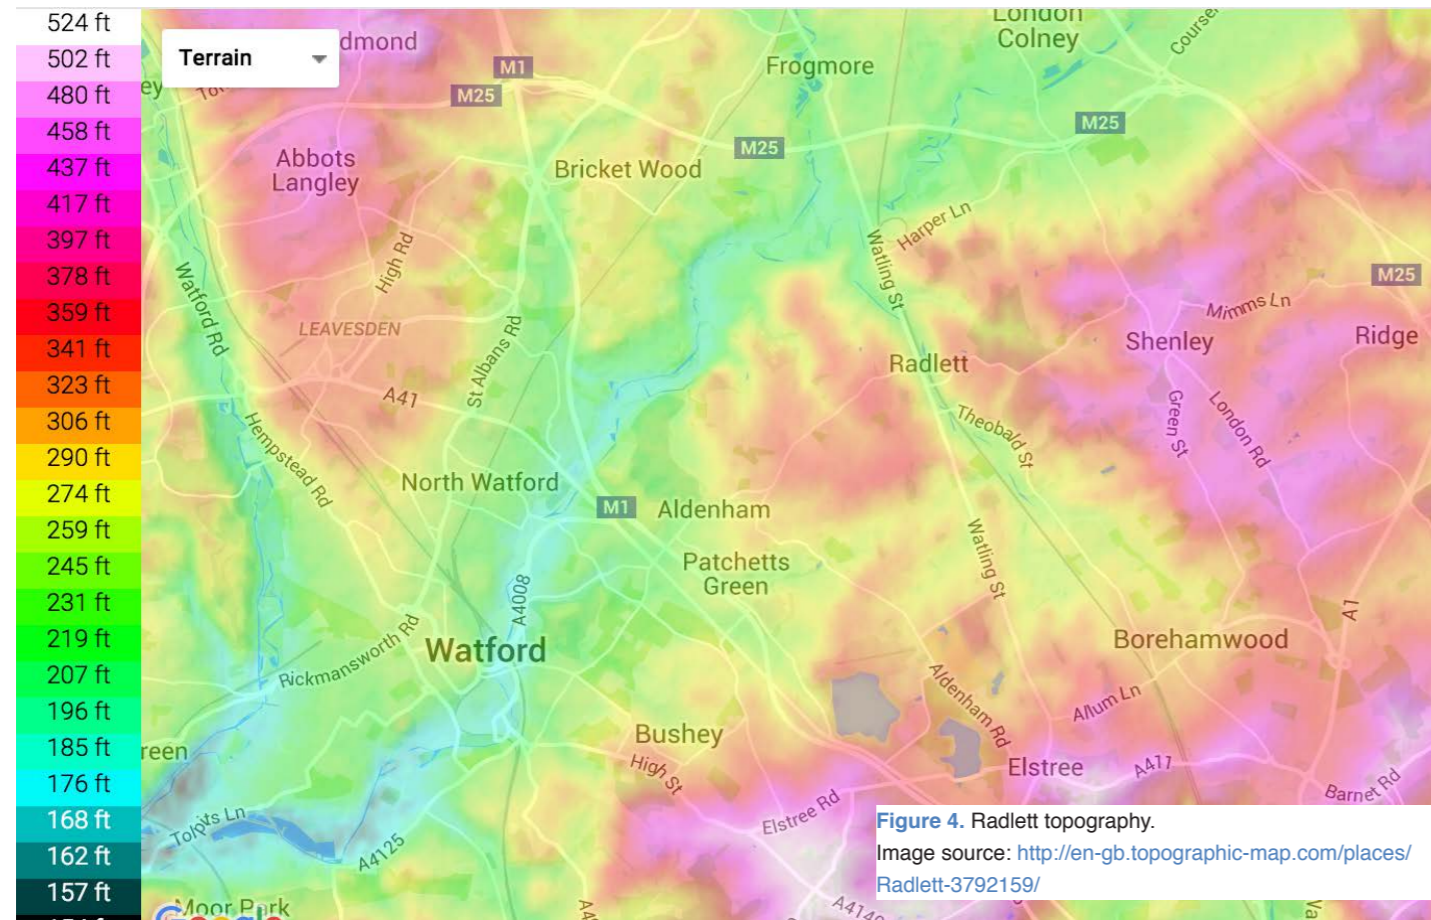 524 ft
502 ft
480 ft
458 ft
437 ft
417 ft
397 ft
378 ft
359 ft
341 ft
323 ft
306 ft
290 ft
274 ft
259 ft
245 ft
231 ft
219 ft
207 ft
196 ft
185 ft
176 ft
168 ft
162 ft
157 ft
Terrain
dmond
London
Colney
M1
M25
Frogmore
M25
M25
Abbots
Langley
Bricket Wood
Harper Ln
High Rd
Watling St
M25
Watford Rd
Mimms Ln
LEAVESDEN
Shenley
Ridge
St Albans Rd
Radlett
A41
Green St
London Rd
Theobald St
Hempstead Rd
North Watford
M1
Aldenham
Watling St
Patchetts
Green
A4008
A1
Rickmansworth Rd
Watford
Borehamwood
Aldenham Rd
Allum Ln
Bushey
reen
High St
Elstree
A411
Barnet Rd
Elstree Rd
Tolpits Ln
A4125
Moor Park
Google
Figure 4. Radlett topography.
Image source: http://en-gb.topographic-map.com/places/
Radlett-3792159/